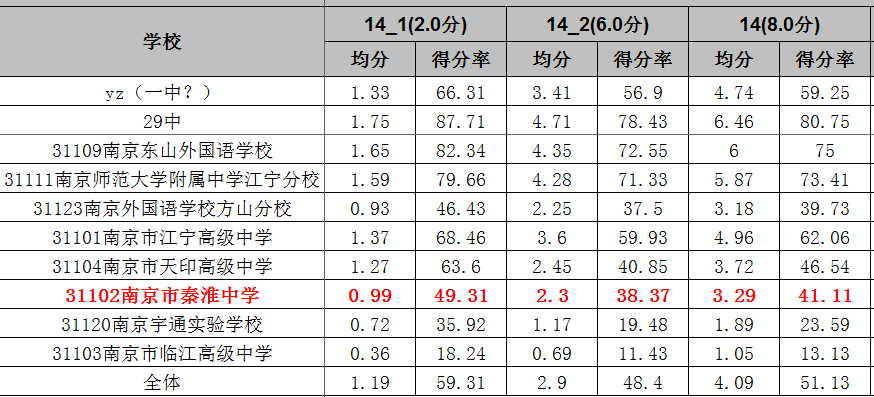 学校 14_1(2.0分) 14_2(6.0分) 14(8.0分)
均分 得分率 均分 得分率 均分 得分率
yz（一中？） 1.33 66.31 3.41 56.9 4.74 59.25
29中 1.75 87.71 4.71 78.43 6.46 80.75
31109南京东山外国语学校 1.65 82.34 4.35 72.55 6 75
31111南京师范大学附属中学江宁分校 1.59 79.66 4.28 71.33 5.87 73.41
31123南京外国语学校方山分校 0.93 46.43 2.25 37.5 3.18 39.73
31101南京市江宁高级中学 1.37 68.46 3.6 59.93 4.96 62.06
31104南京市天印高级中学 1.27 63.6 2.45 40.85 3.72 46.54
31102南京市秦淮中学 0.99 49.31 2.3 38.37 3.29 41.11
31120南京宇通实验学校 0.72 35.92 1.17 19.48 1.89 23.59
31103南京市临江高级中学 0.36 18.24 0.69 11.43 1.05 13.13
全体 1.19 59.31 2.9 48.4 4.09 51.13